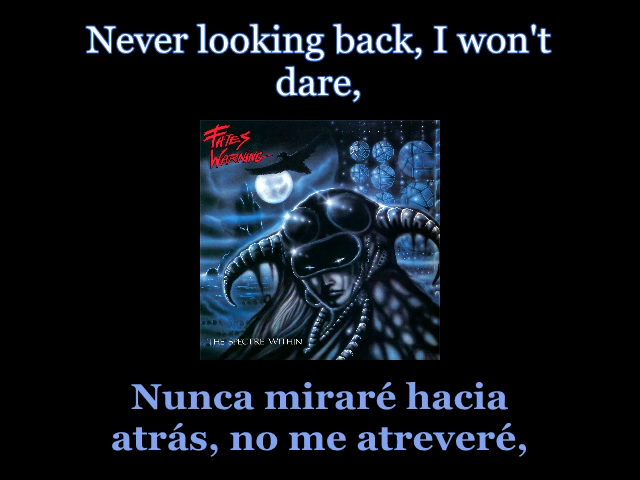 Never looking back, I won't
dare,
FATES
WARNING
THE SPECTRE WITHIN
Nunca miraré hacia
atrás, no me atreveré,